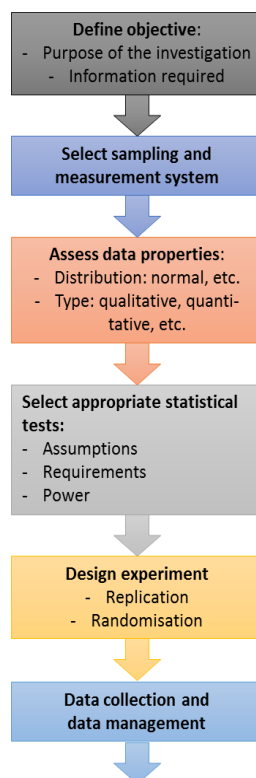 Define objective:
- Purpose of the investigation
- Information required
Select sampling and
measurement system
Assess data properties:
- Distribution: normal, etc.
- Type: qualitative, quanti-
tative, etc.
Select appropriate statistical
tests:
- Assumptions
- Requirements
- Power
Design experiment
- Replication
- Randomisation
Data collection and
data management